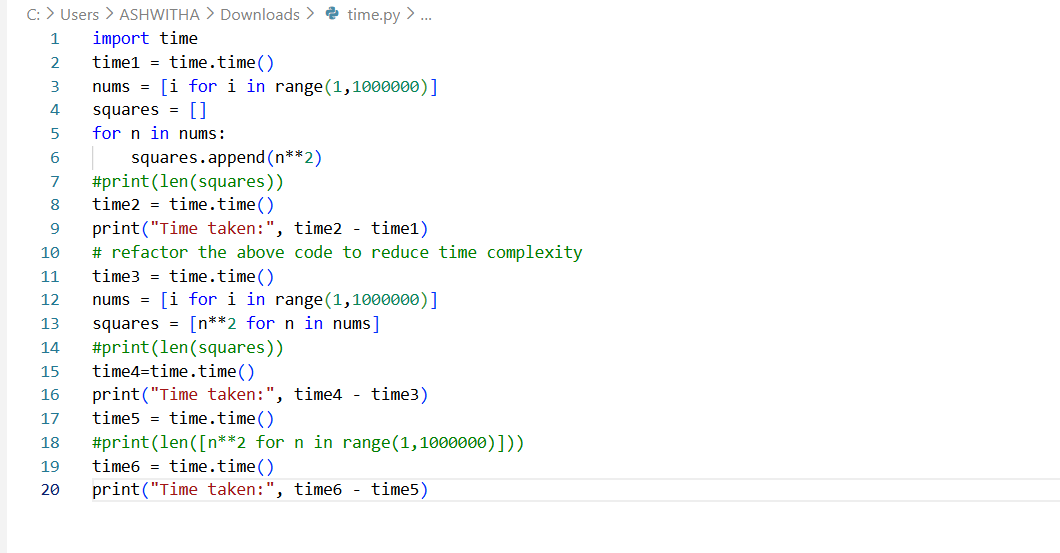 C: > Users > ASHWITHA > Downloads > time.py > ...
1 import time
2 time1 = time.time()
3 nums = [i for i in range(1,1000000)]
4 squares = []
5 for n in nums:
6     squares.append(n**2)
7 #print(len(squares))
8 time2 = time.time()
9 print("Time taken:", time2 - time1)
10 # refactor the above code to reduce time complexity
11 time3 = time.time()
12 nums = [i for i in range(1,1000000)]
13 squares = [n**2 for n in nums]
14 #print(len(squares))
15 time4=time.time()
16 print("Time taken:", time4 - time3)
17 time5 = time.time()
18 #print(len([n**2 for n in range(1,1000000)]))
19 time6 = time.time()
20 print("Time taken:", time6 - time5)